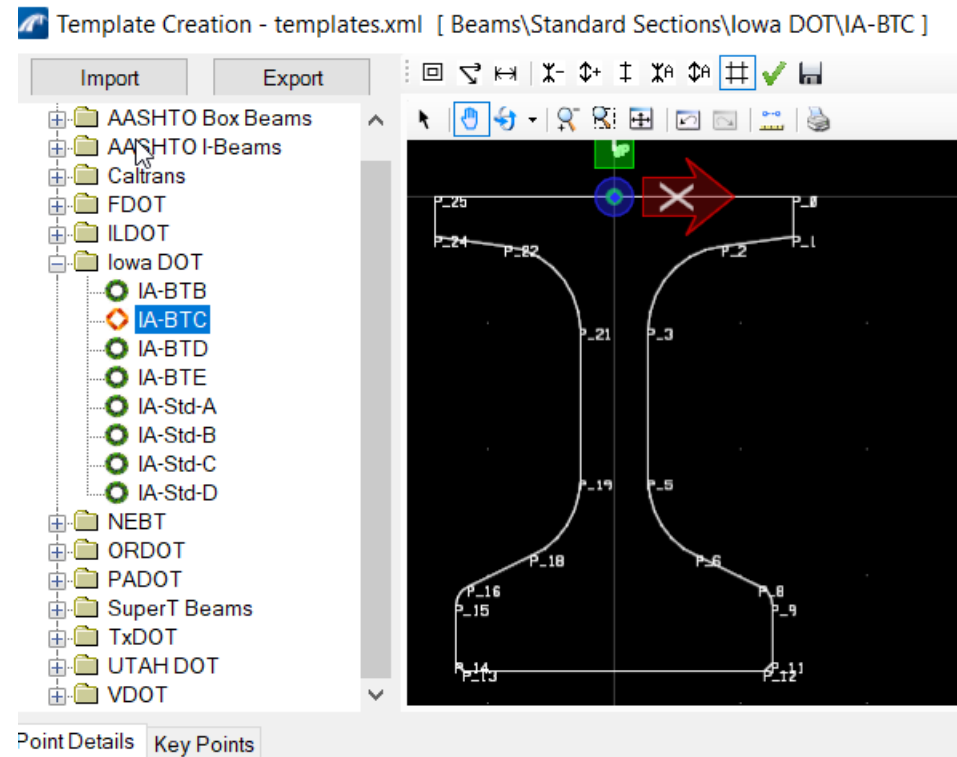 Template Creation - templates.xml [ Beams\Standard Sections\Iowa DOT\IA-BTC ]
Import Export
AASHTO Box Beams
AASHTO I-Beams
Caltrans
FDOT
ILDOT
Iowa DOT
IA-BTB
IA-BTC
IA-BTD
IA-BTE
IA-Std-A
IA-Std-B
IA-Std-C
IA-Std-D
NEBT
ORDOT
PADOT
SuperT Beams
TxDOT
UTAH DOT
VDOT
Point Details Key Points
X
P_25 P_0
P_24 P_22 P_2 P_1
P_21 P_3
P_19 P_5
P_18 P_6
P_16 P_8
P_15 P_9
P_14 P_11
P_13 P_12